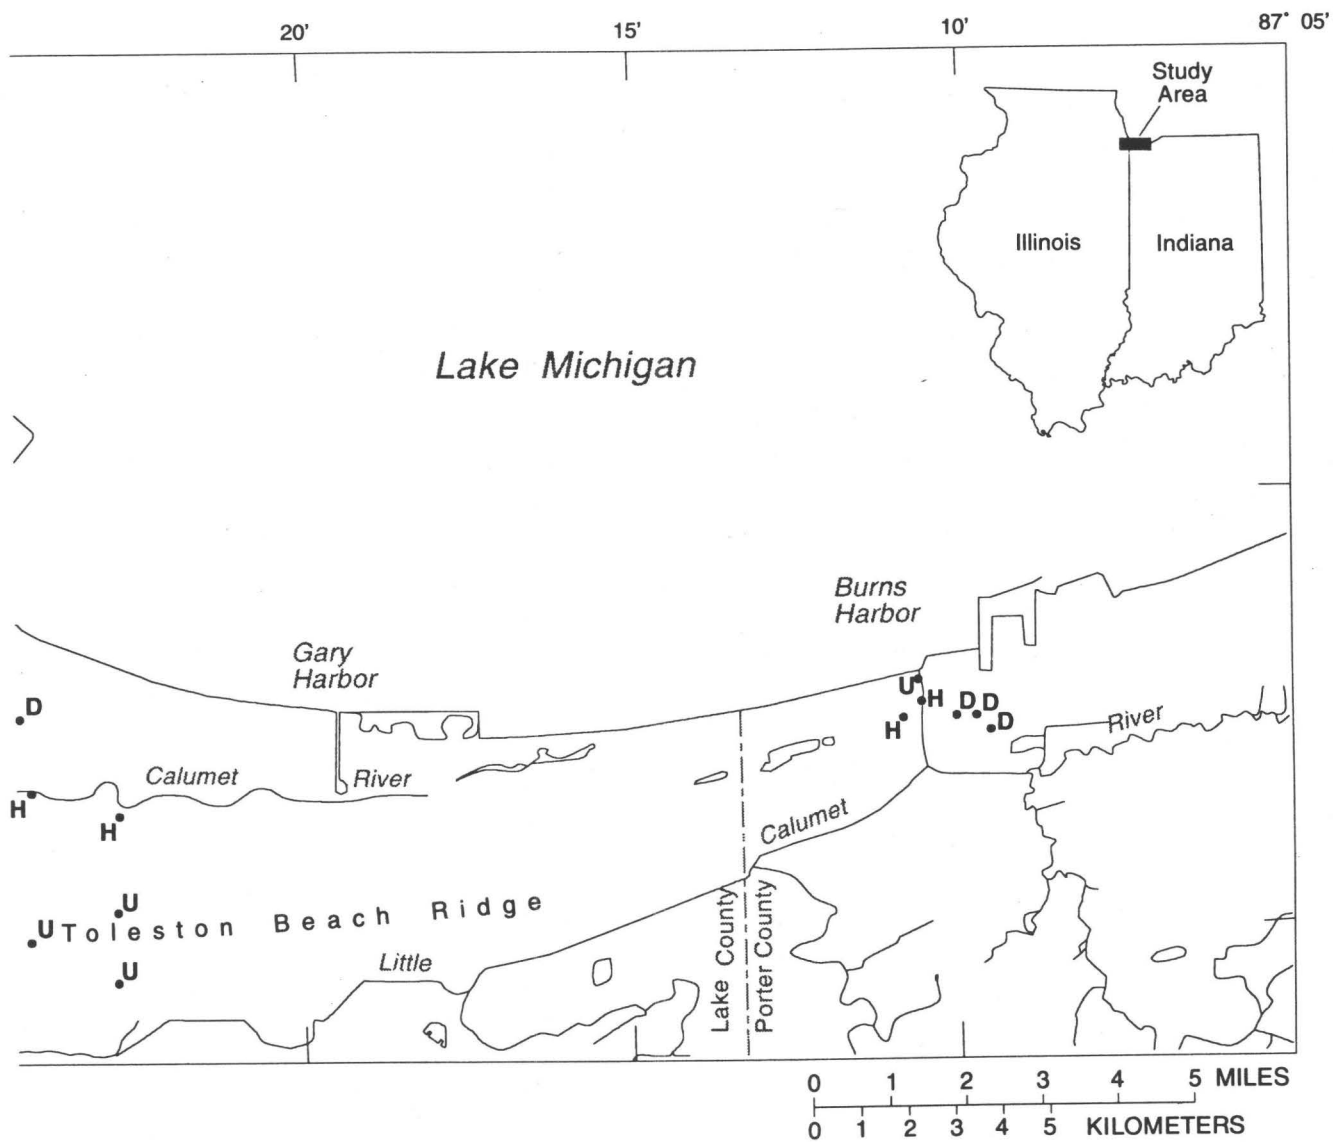 20' 15' 10' 87° 05'
Study
Area
Illinois Indiana
Lake Michigan
Burns
Harbor
Gary
Harbor
D
U
H
D D
H
D
River
Calumet River
H
H
Calumet
U
U Toleston Beach Ridge
U
Little
Lake County
Porter County
0 1 2 3 4 5 MILES
0 1 2 3 4 5 KILOMETERS